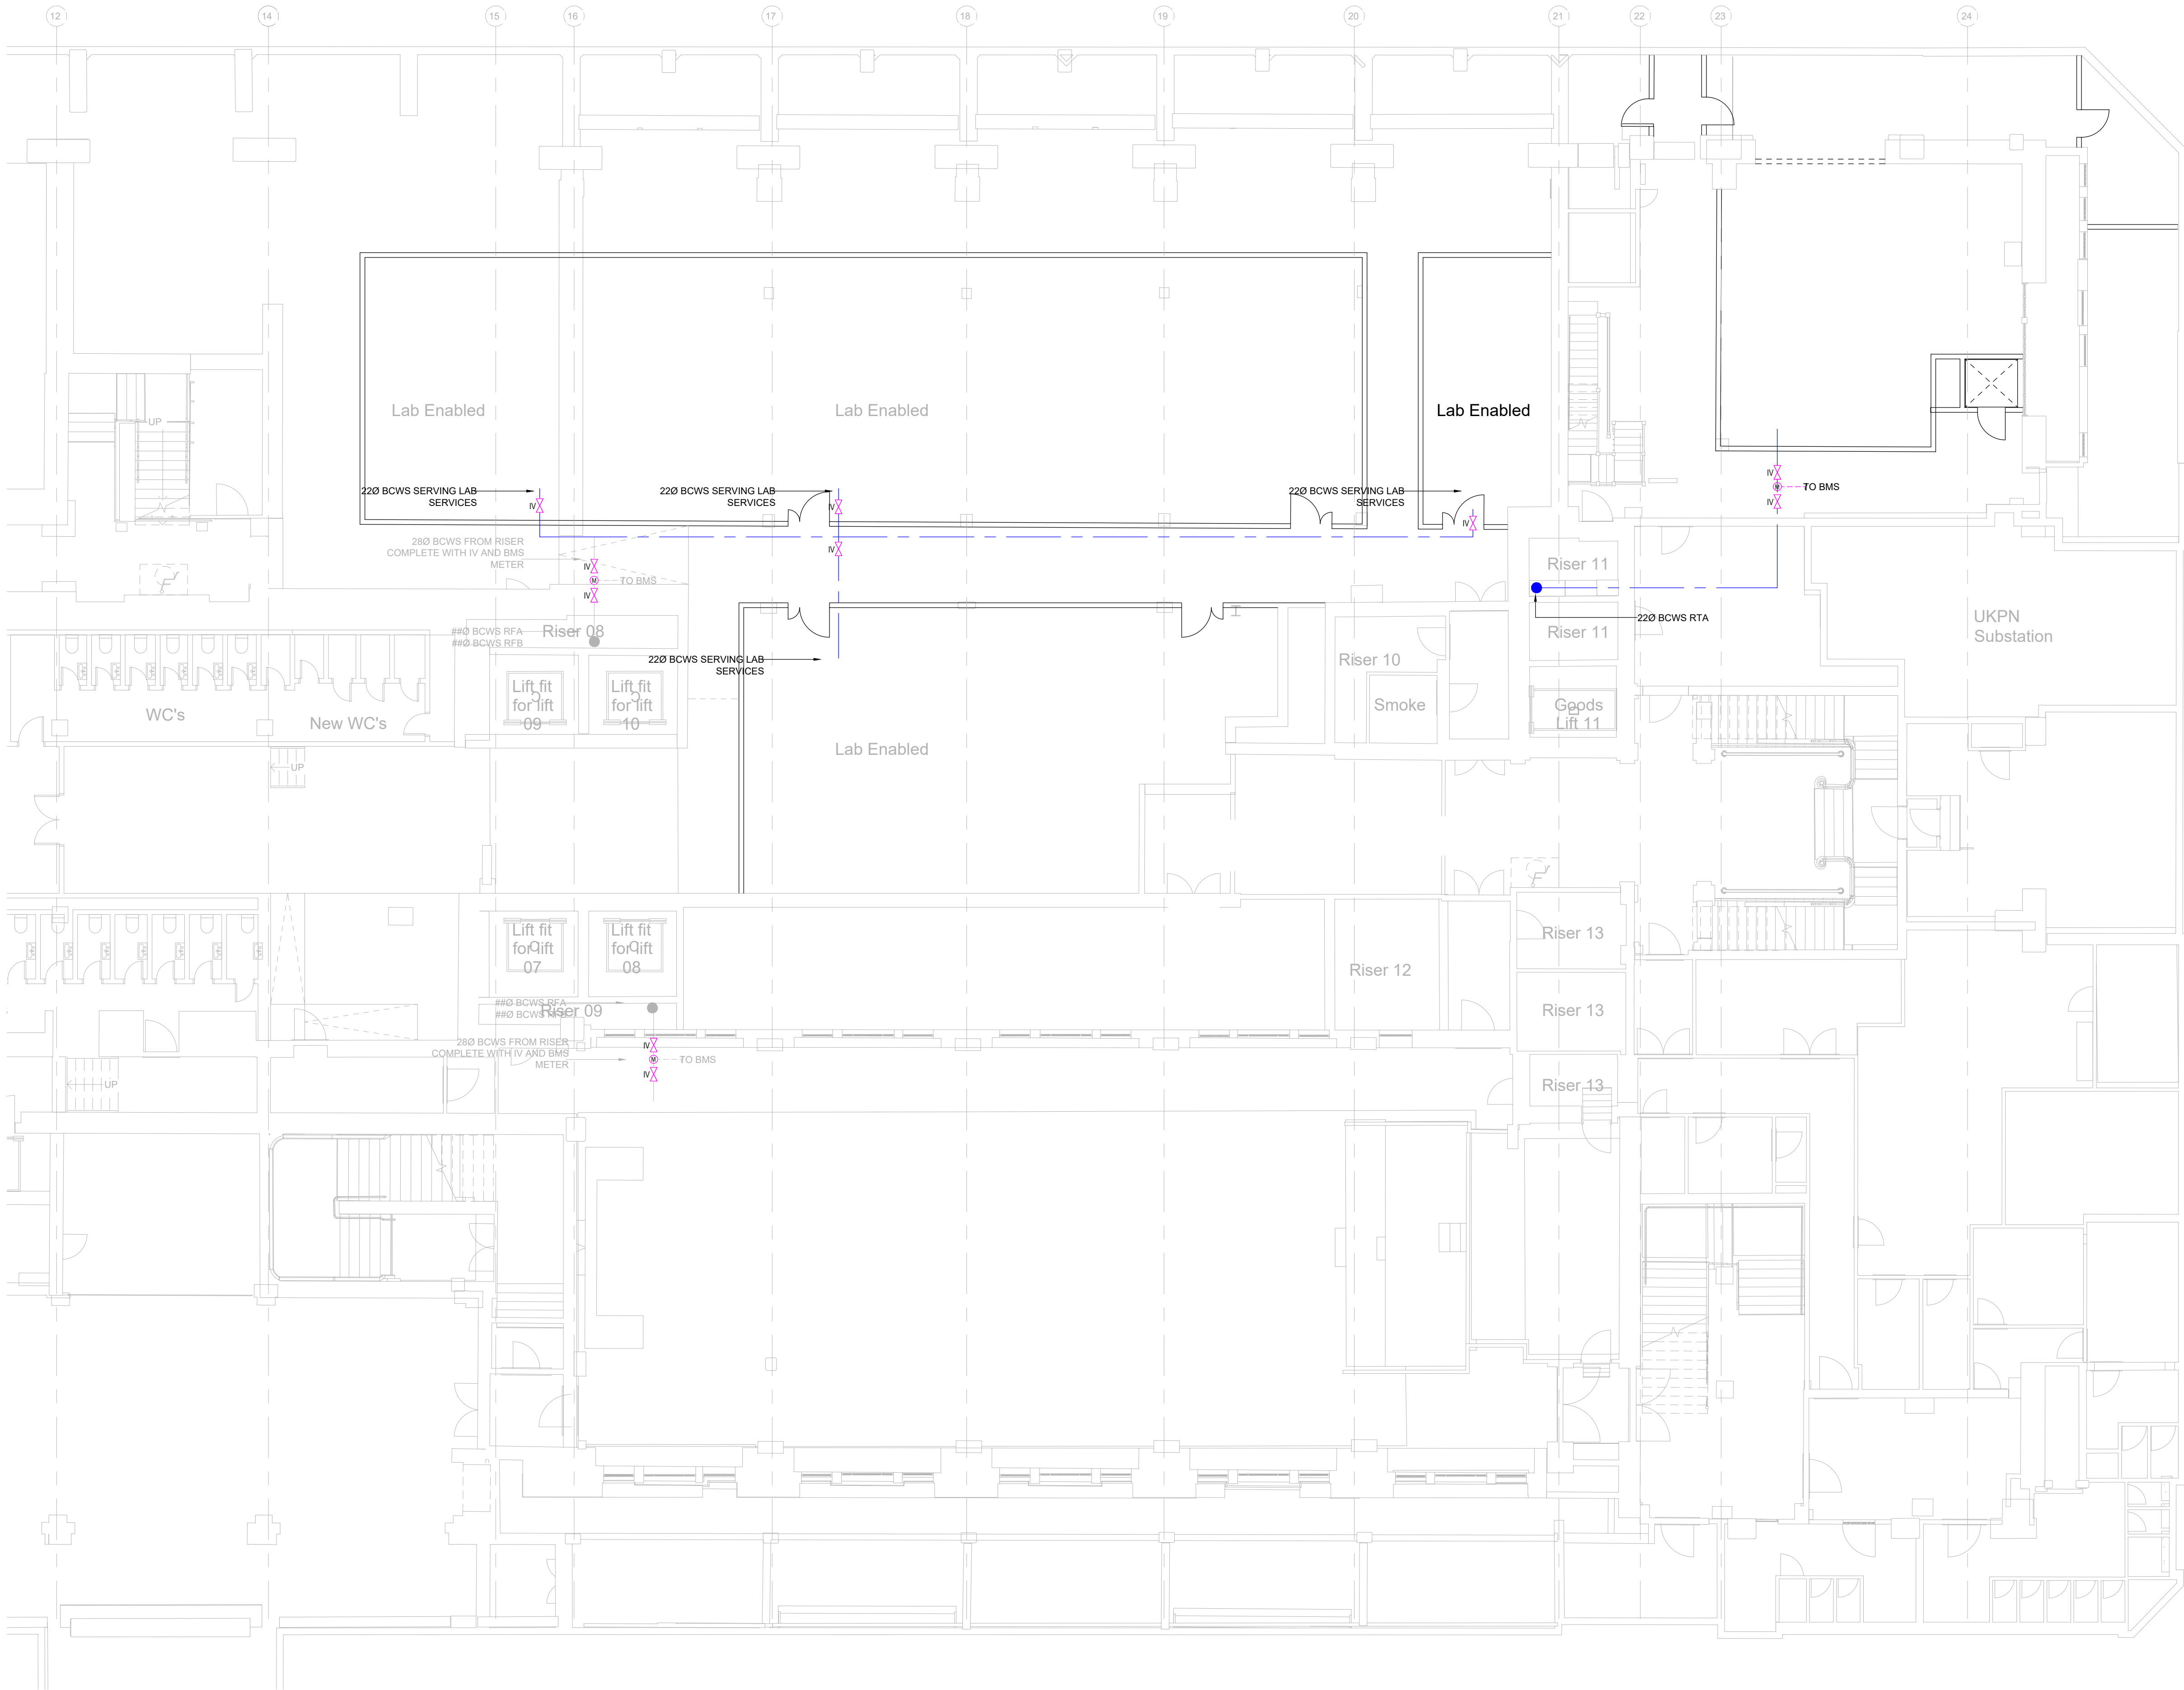 12
14
15
16
17
18
19
20
21
22
23
24
Lab Enabled
Lab Enabled
Lab Enabled
UP
22Ø BCWS SERVING LAB
SERVICES
IV
22Ø BCWS SERVING LAB
SERVICES
IV
22Ø BCWS SERVING LAB
SERVICES
IV
IV
M
TO BMS
IV
28Ø BCWS FROM RISER
COMPLETE WITH IV AND BMS
METER
IV
M
TO BMS
IV
IV
Riser 11
22Ø BCWS RTA
Riser 11
UKPN
Substation
##Ø BCWS RFA
##Ø BCWS RFB
Riser 08
22Ø BCWS SERVING LAB
SERVICES
Riser 10
Smoke
Goods
Lift 11
Lift fit
for lift
09
Lift fit
for lift
10
WC's
New WC's
Lab Enabled
UP
Lift fit
for lift
07
Lift fit
for lift
08
Riser 12
Riser 13
Riser 13
Riser 13
##Ø BCWS RFA
##Ø BCWS RFB
Riser 09
28Ø BCWS FROM RISER
COMPLETE WITH IV AND BMS
METER
IV
M
TO BMS
IV
UP